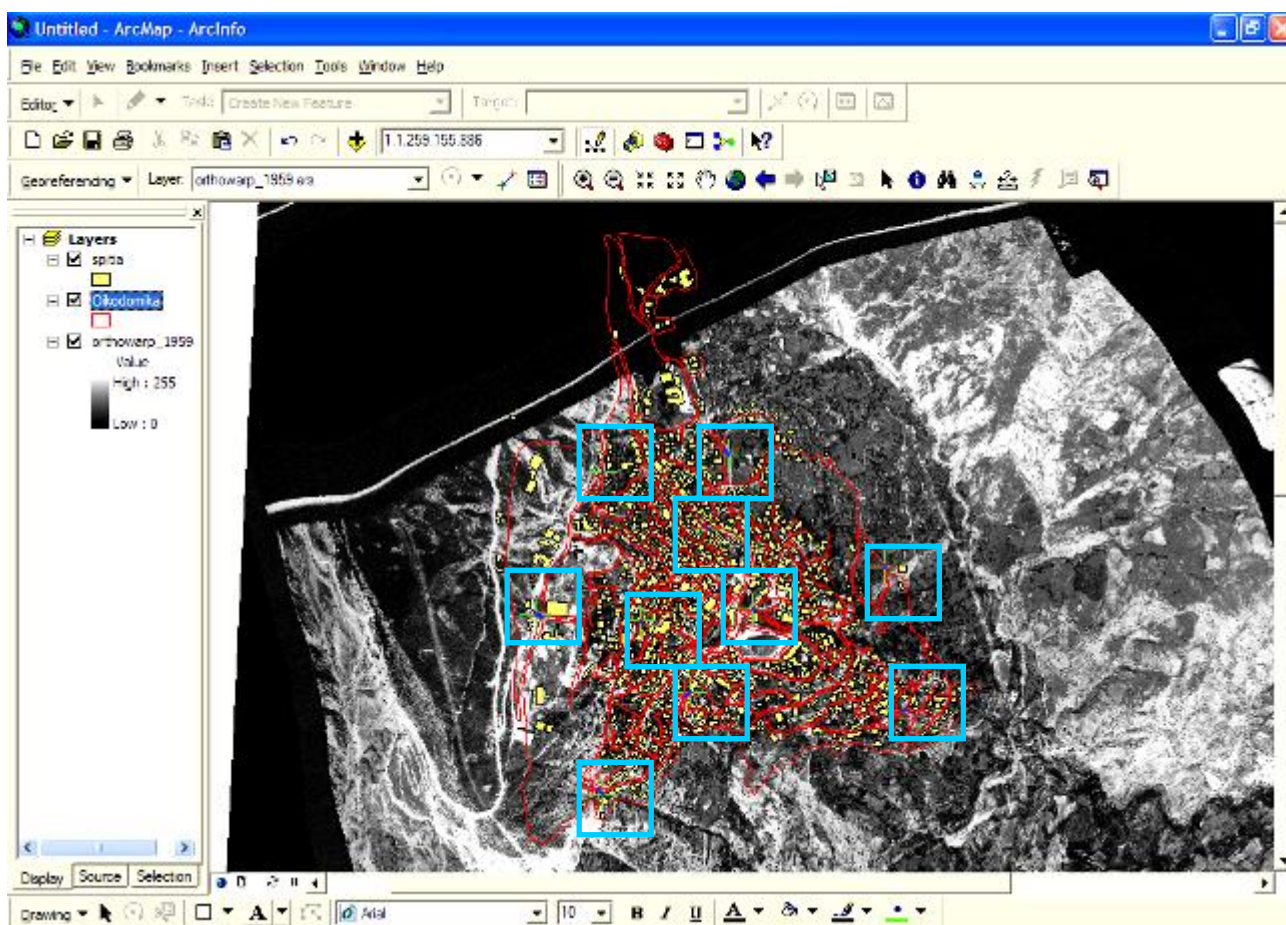 Untitled - ArcMap - ArcInfo
File Edit View Bookmarks Insert Selection Tools Window Help
Editor Task: Create New Feature Target:
1:1.259.155.886
Georeferencing Layer: orthowarp_1959
Layers
spitia
Oikodomika
orthowarp_1959
Value
High : 255
Low : 0
Display Source Selection
Drawing A Arial 10 B I U A